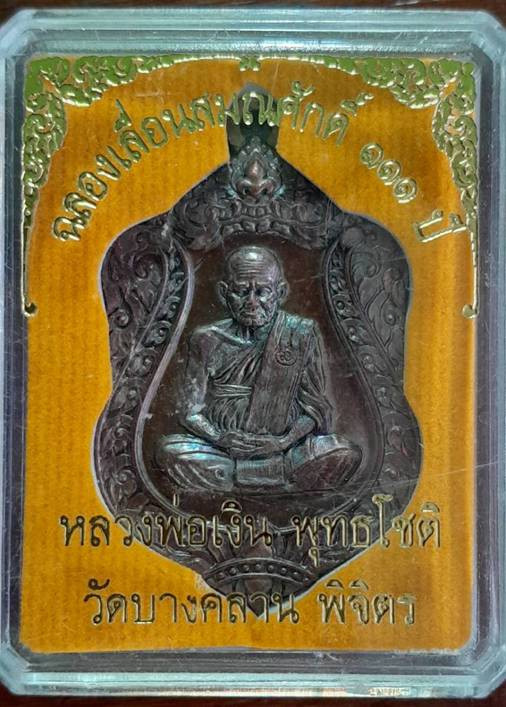 ฉลองเลื่อนสมณศักดิ์ ๑๑๑ ปี
หลวงพ่อเงิน พุทธโชติ
วัดบางคลาน พิจิตร